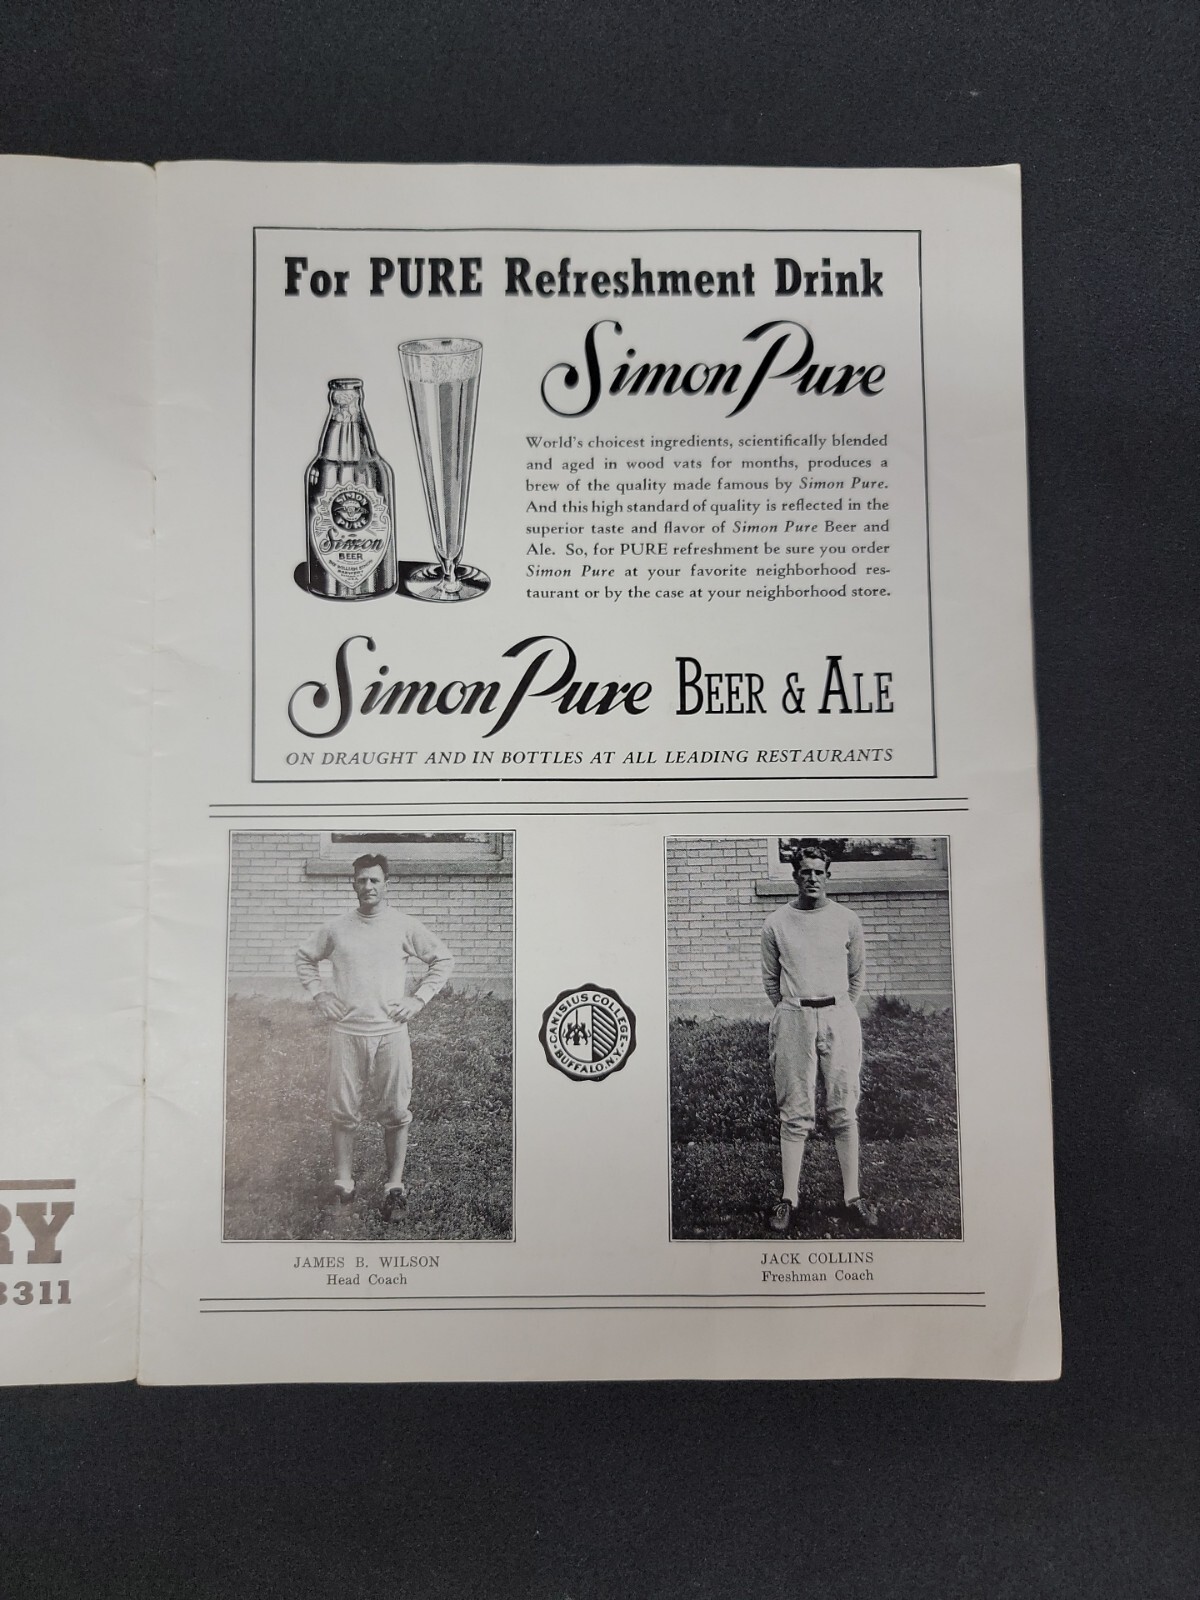 For PURE Refreshment Drink
Simon Pure
World's choicest ingredients, scientifically blended
and aged in wood vats for months, produces a
brew of the quality made famous by Simon Pure.
And this high standard of quality is reflected in the
superior taste and flavor of Simon Pure Beer and
Ale. So, for PURE refreshment be sure you order
Simon Pure at your favorite neighborhood res-
taurant or by the case at your neighborhood store.
SIMON
PURE
Simon
BEER
Simon Pure BEER & ALE
ON DRAUGHT AND IN BOTTLES AT ALL LEADING RESTAURANTS
CANISIUS COLLEGE
BUFFALO, N.Y.
JAMES B. WILSON
Head Coach
JACK COLLINS
Freshman Coach
RY
3311